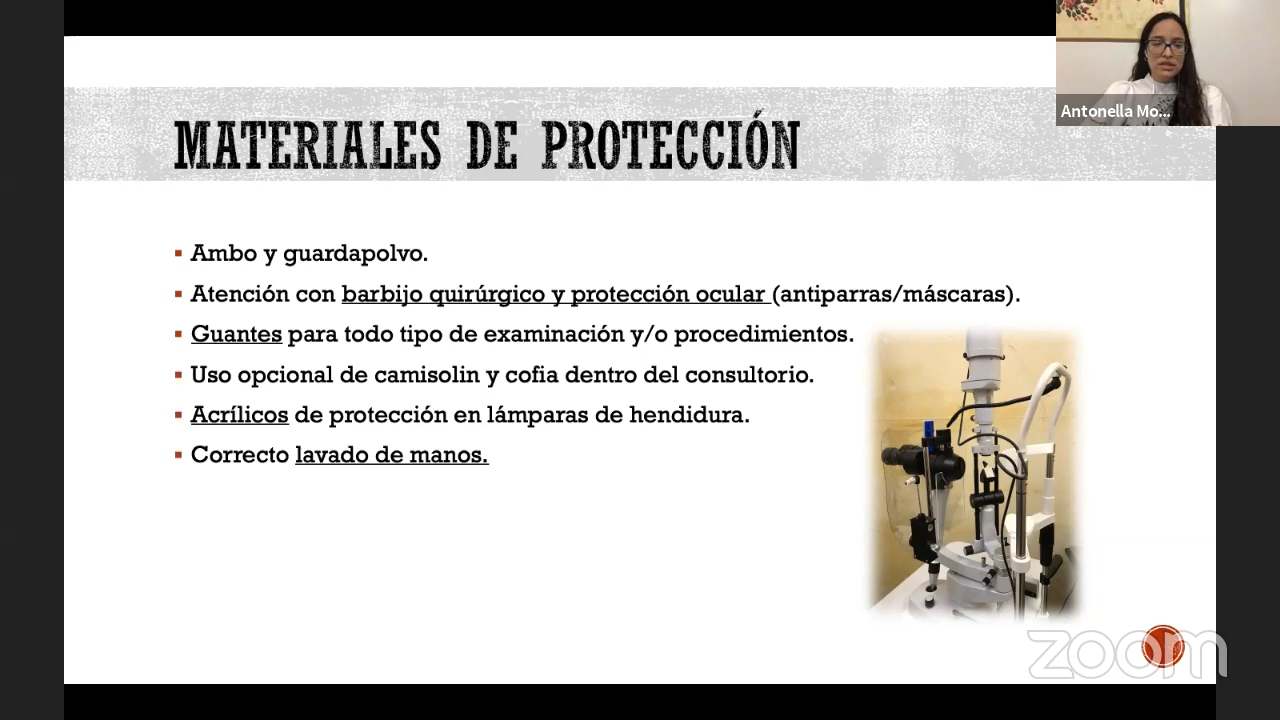 Antonella Mo...
MATERIALES DE PROTECCIÓN
Ambo y guardapolvo.
Atención con barbijo quirúrgico y protección ocular (antiparras/máscaras).
Guantes para todo tipo de examinación y/o procedimientos.
Uso opcional de camisolin y cofia dentro del consultorio.
Acrílicos de protección en lámparas de hendidura.
Correcto lavado de manos.
zoom